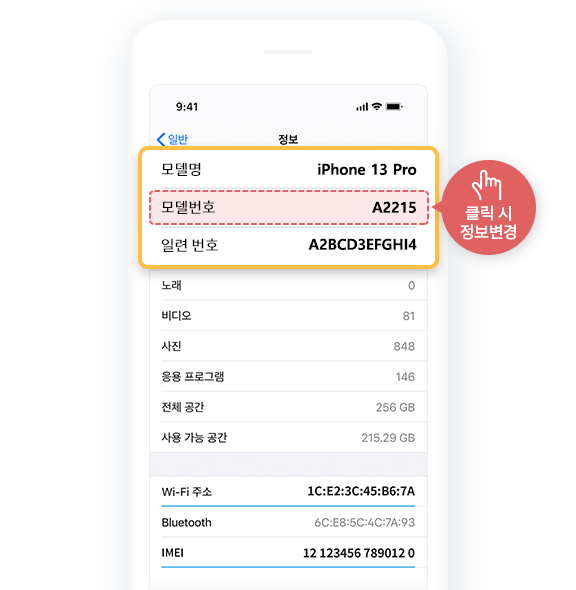 9:41
일반 정보
모델명 iPhone 13 Pro
모델번호 A2215
일련 번호 A2BCD3EFGHI4
클릭 시
정보변경
노래 0
비디오 81
사진 848
응용 프로그램 146
전체 공간 256 GB
사용 가능 공간 215.29 GB
Wi-Fi 주소 1C:E2:3C:45:B6:7A
Bluetooth 6C:E8:5C:4C:7A:93
IMEI 12 123456 789012 0